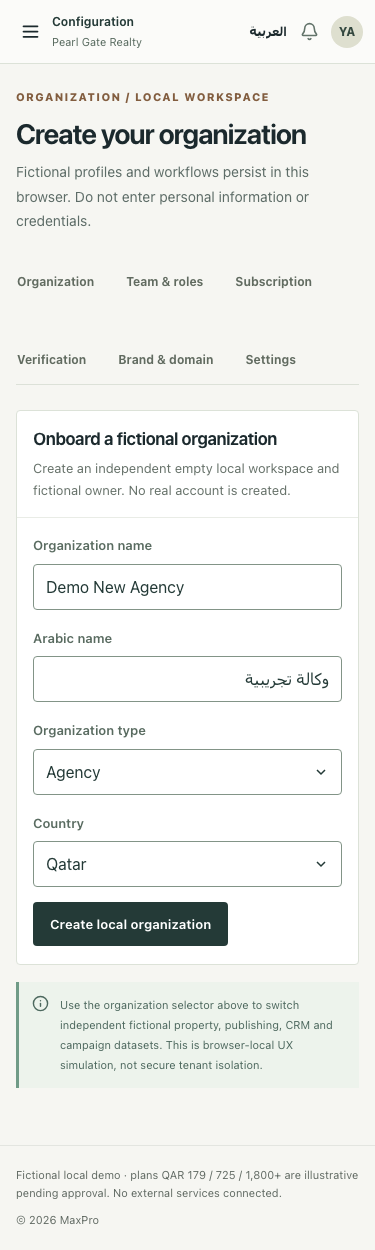 Configuration
Pearl Gate Realty
العربية
YA
ORGANIZATION / LOCAL WORKSPACE
Create your organization
Fictional profiles and workflows persist in this
browser. Do not enter personal information or
credentials.
Organization Team & roles Subscription
Verification Brand & domain Settings
Onboard a fictional organization
Create an independent empty local workspace and
fictional owner. No real account is created.
Organization name
Demo New Agency
Arabic name
وكالة تجريبية
Organization type
Agency
Country
Qatar
Create local organization
Use the organization selector above to switch
independent fictional property, publishing, CRM and
campaign datasets. This is browser-local UX
simulation, not secure tenant isolation.
Fictional local demo · plans QAR 179 / 725 / 1,800+ are illustrative
pending approval. No external services connected.
© 2026 MaxPro